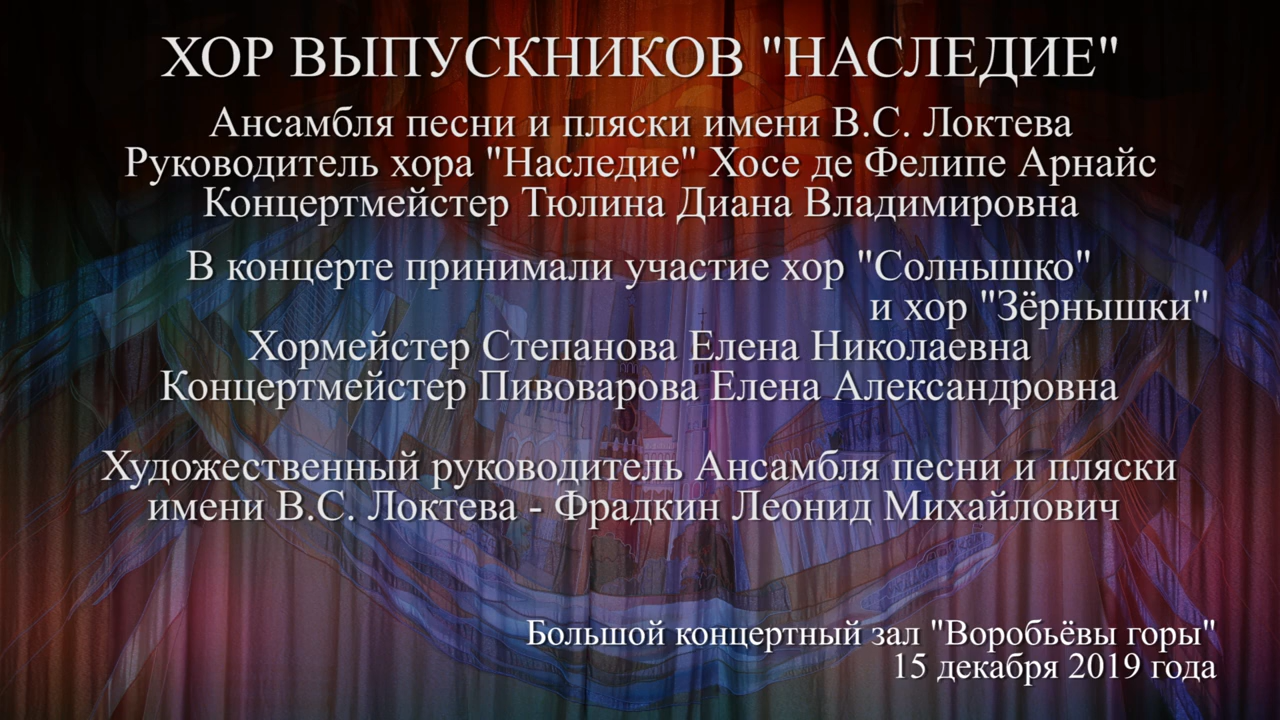 ХОР ВЫПУСКНИКОВ "НАСЛЕДИЕ"
Ансамбля песни и пляски имени В.С. Локтева
Руководитель хора "Наследие" Хосе де Фелипе Арнайс
Концертмейстер Тюлина Диана Владимировна
В концерте принимали участие хор "Солнышко"
и хор "Зёрнышки"
Хормейстер Степанова Елена Николаевна
Концертмейстер Пивоварова Елена Александровна
Художественный руководитель Ансамбля песни и пляски
имени В.С. Локтева - Фрадкин Леонид Михайлович
Большой концертный зал "Воробьёвы горы"
15 декабря 2019 года